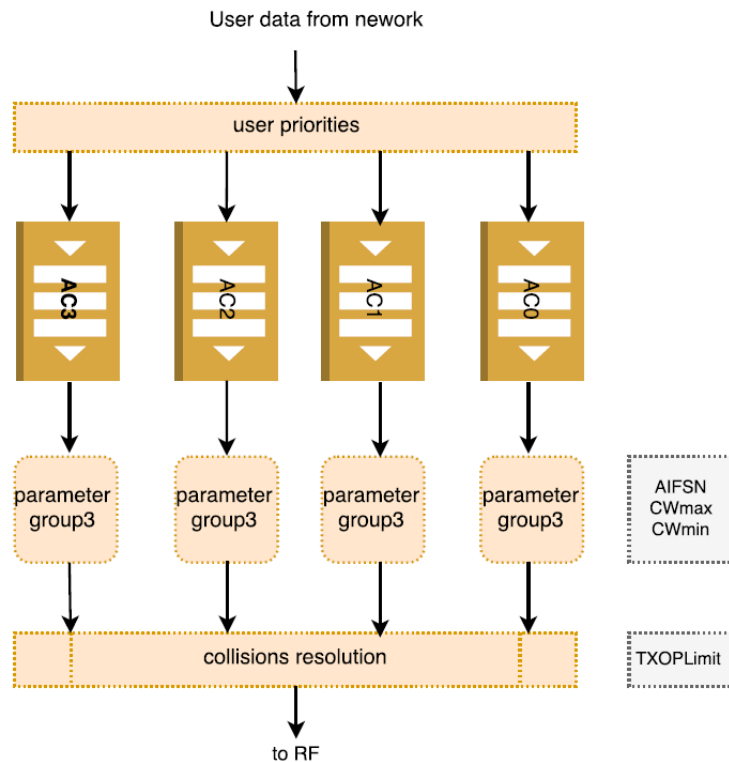 User data from nework
user priorities
AC3
AC2
AC1
AC0
parameter
group3
parameter
group3
parameter
group3
parameter
group3
AIFSN
CWmax
CWmin
collisions resolution
TXOPLimit
to RF